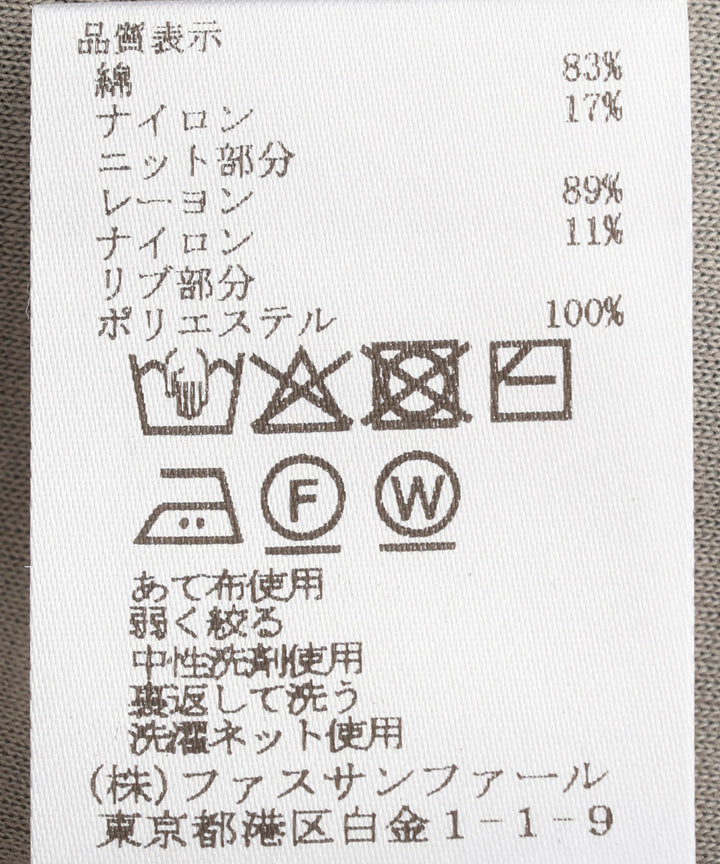 品質表示
綿 83%
ナイロン 17%
ニット部分
レーヨン 89%
ナイロン 11%
リブ部分
ポリエステル 100%
F W
あて布使用
弱く絞る
中性洗剤使用
裏返して洗う
洗濯ネット使用
(株)ファスサンファール
東京都港区白金1-1-9